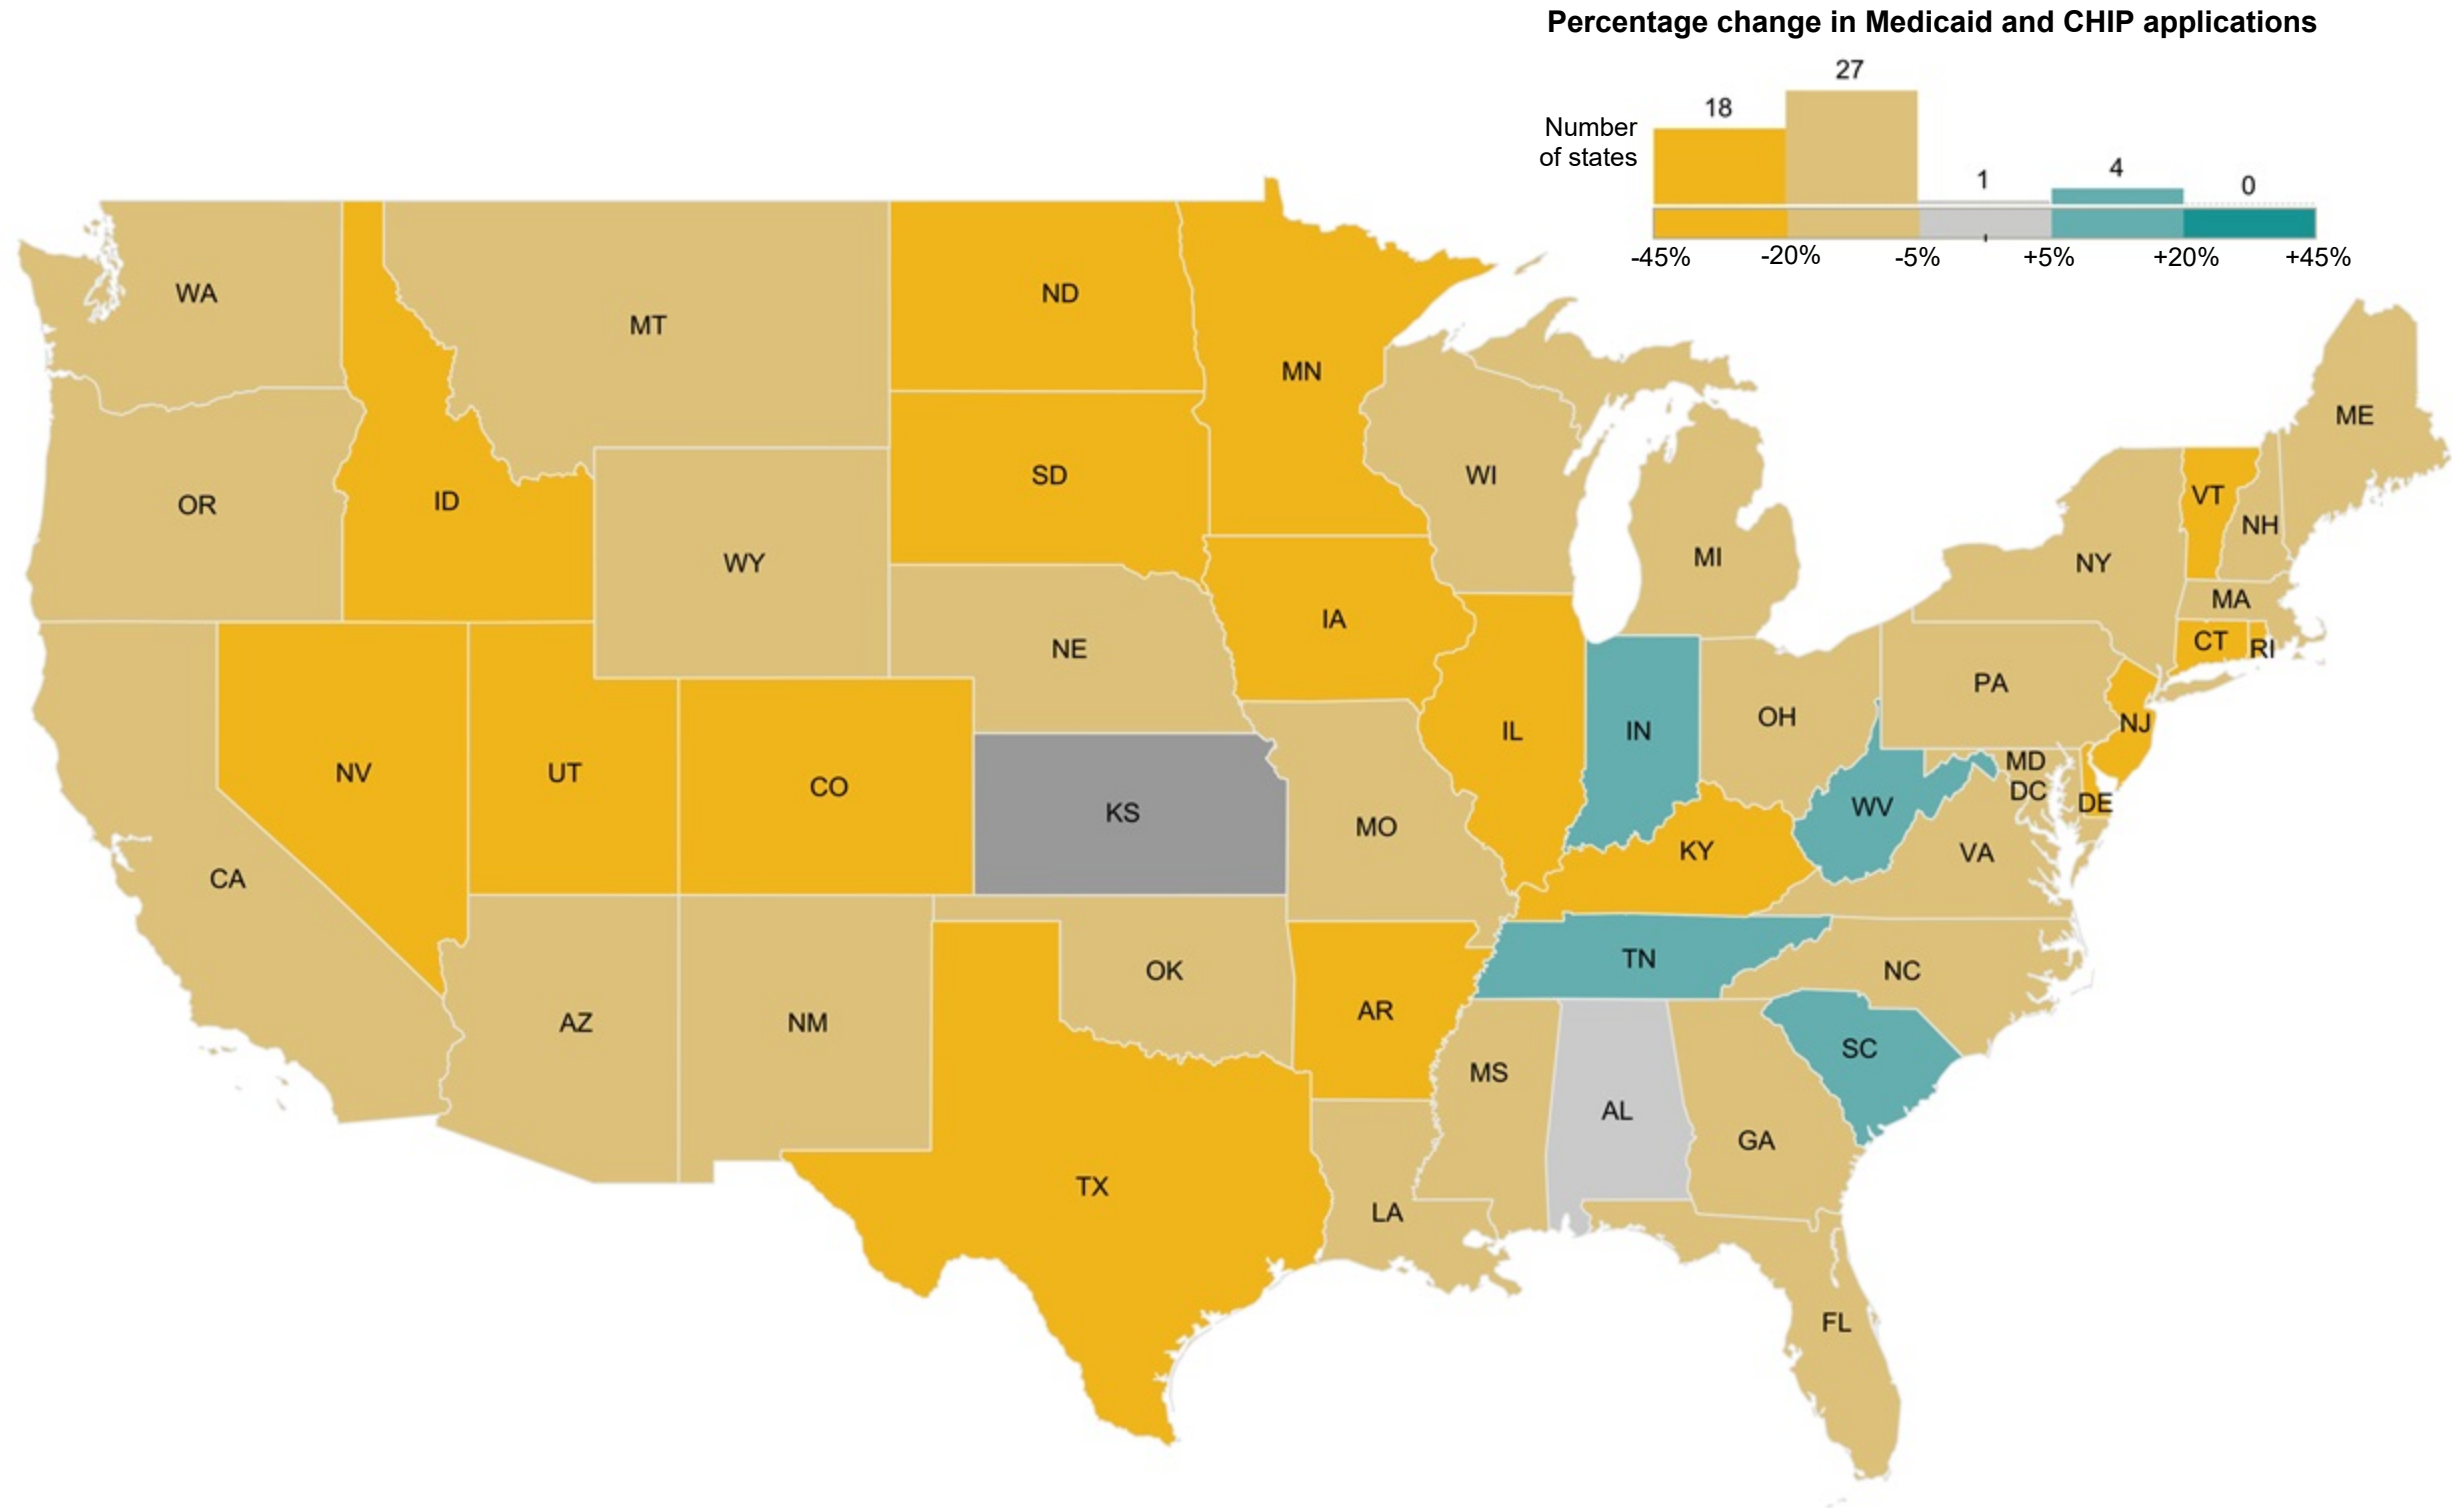 Percentage change in Medicaid and CHIP applications
27
18
Number
of states
4
1
0
-45% -20% -5% +5% +20% +45%
WA
ND
MT
MN
ME
SD
WI
VT
ID
OR
NH
MI
WY
NY
MA
IA
CT
RI
NE
PA
OH
NJ
IL
IN
MD
NV
UT
CO
DC
DE
WV
KS
MO
KY
VA
CA
TN
OK
NC
AR
AZ
NM
SC
MS
AL
GA
TX
LA
FL